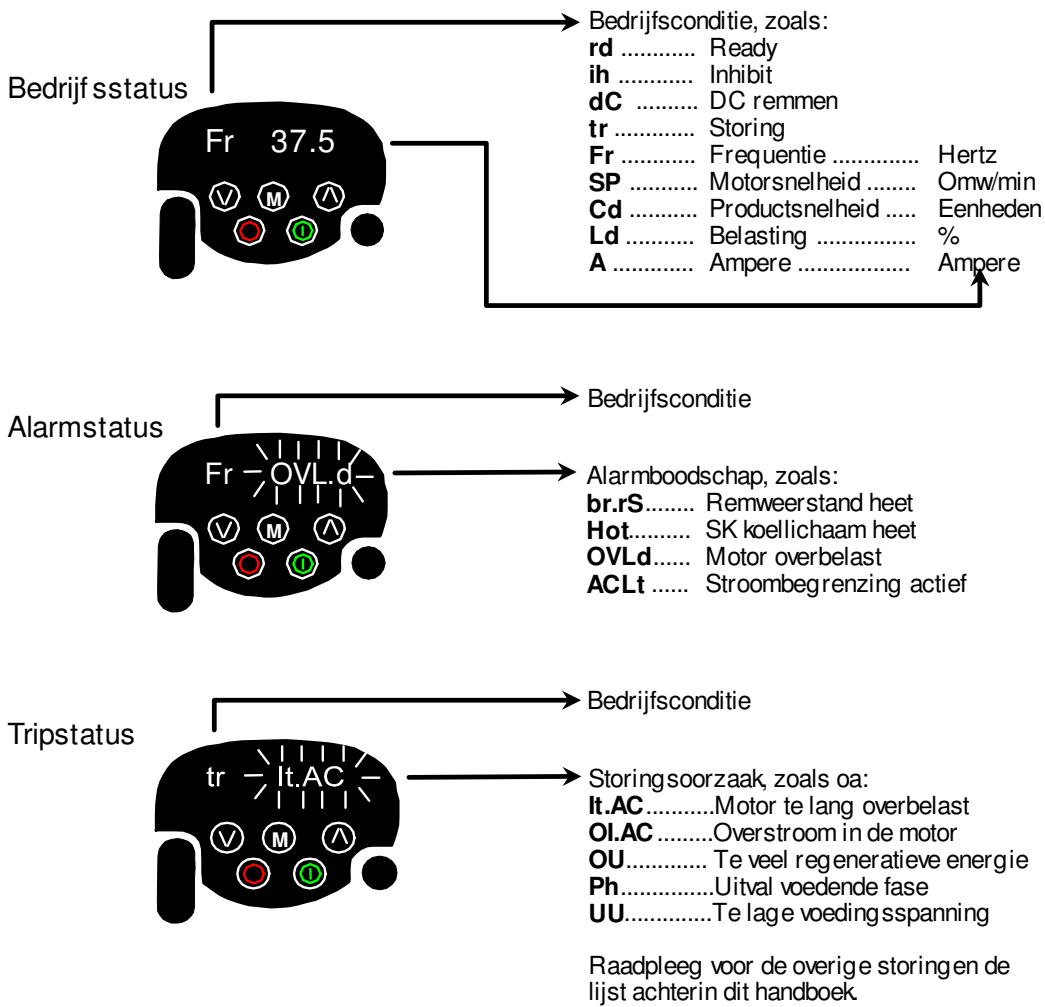 Bedrijfsstatus
Fr 37.5
M
Bedrijfsconditie, zoals:
rd ............ Ready
ih ............ Inhibit
dC .......... DC remmen
tr ............. Storing
Fr ............ Frequentie .............. Hertz
SP ........... Motorsnelheid ........ Omw/min
Cd ........... Productsnelheid ..... Eenheden
Ld ........... Belasting ................ %
A ............. Ampere .................. Ampere
Alarmstatus
Fr OVL.d
M
Bedrijfsconditie
Alarmboodschap, zoals:
br.rS........ Remweerstand heet
Hot.......... SK koellichaam heet
OVLd...... Motor overbelast
ACLt ...... Stroombegrenzing actief
Tripstatus
tr It.AC
M
Bedrijfsconditie
Storingsoorzaak, zoals oa:
It.AC...........Motor te lang overbelast
OI.AC .........Overstroom in de motor
OU............. Te veel regeneratieve energie
Ph...............Uitval voedende fase
UU..............Te lage voedingsspanning
Raadpleeg voor de overige storingen de
lijst achterin dit handboek.